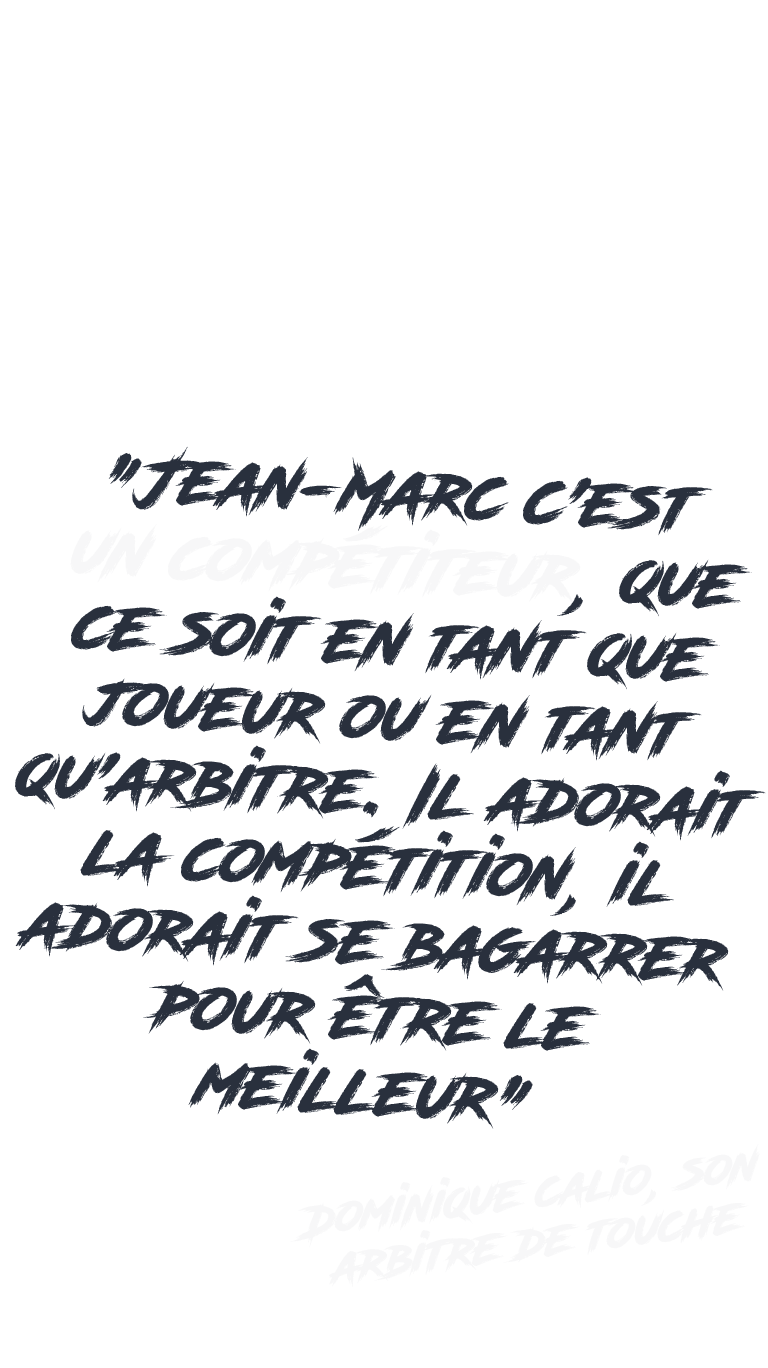 "JEAN-MARC C'EST
UN COMPÉTITEUR, QUE
CE SOIT EN TANT QUE
JOUEUR OU EN TANT
QU'ARBITRE. IL ADORAIT
LA COMPÉTITION, IL
ADORAIT SE BAGARRER
POUR ÊTRE LE
MEILLEUR"
DOMINIQUE CALIO, SON
ARBITRE DE TOUCHE